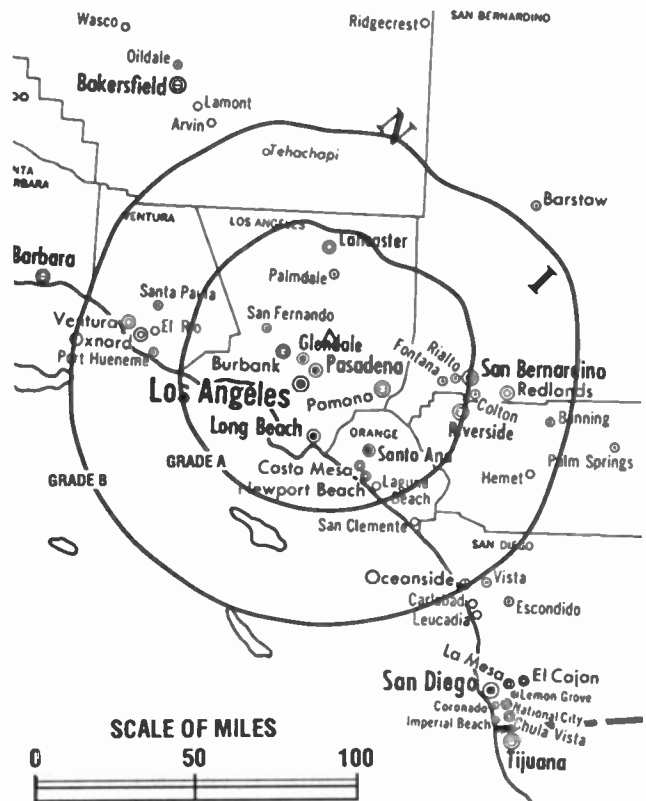 SAN BERNARDINO
Wasco
Ridgecrest
Oildale
Bakersfield
Lamont
Arvin
N
Tehachapi
NTA
RBARA
Barstow
VENTURA
LOS ANGELES
Lancaster
Barbara
Palmdale
I
Santa Paula
San Fernando
Ventura
El Rio
Oxnard
Port Hueneme
Glendale
Burbank
Pasadena
Rialto
Fontana
San Bernardino
Los Angeles
Pomano
Redlands
Colton
Long Beach
ORANGE
Riverside
Banning
GRADE A
Santa Ana
Palm Springs
Costa Mesa
GRADE B
Newport Beach
Laguna
Beach
Hemet
San Clemente
SAN DIEGO
Oceanside
Vista
Carlsbad
Escondido
Leucadia
La Mesa
El Cajon
San Diego
Lemon Grove
Coronado
National City
Imperial Beach
Chula Vista
Tijuana
SCALE OF MILES
0 50 100